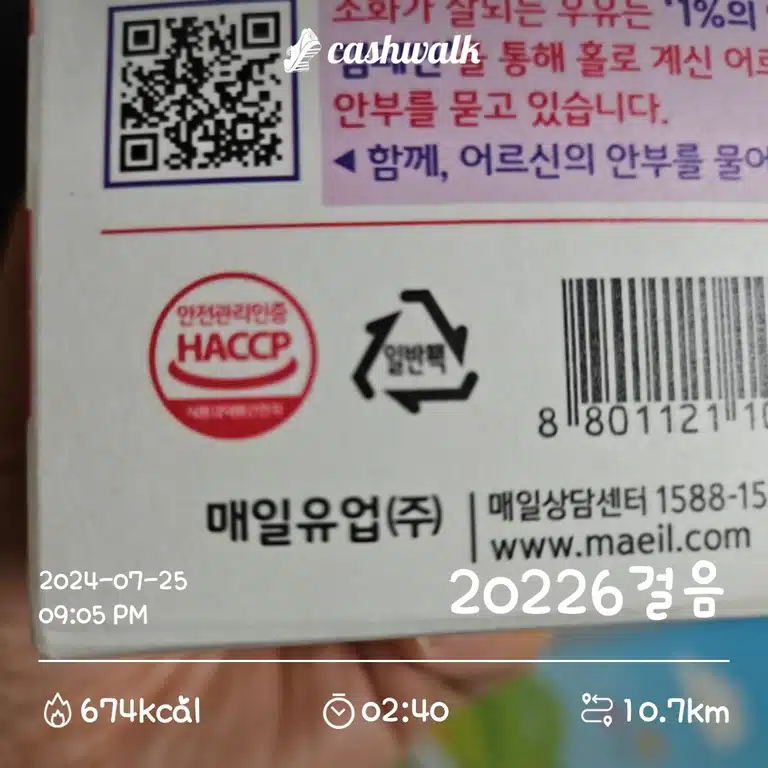 소화가 잘되는 우유는 '1%의
cashwalk
통해 홀로 계신 어르
안부를 묻고 있습니다.
◀ 함께, 어르신의 안부를 물어
안전관리인증
HACCP
일반팩
8 801121 10
매일유업(주)
매일상담센터 1588-15
www.maeil.com
2024-07-25
09:05 PM
20226걸음
674kcal
02:40
10.7km